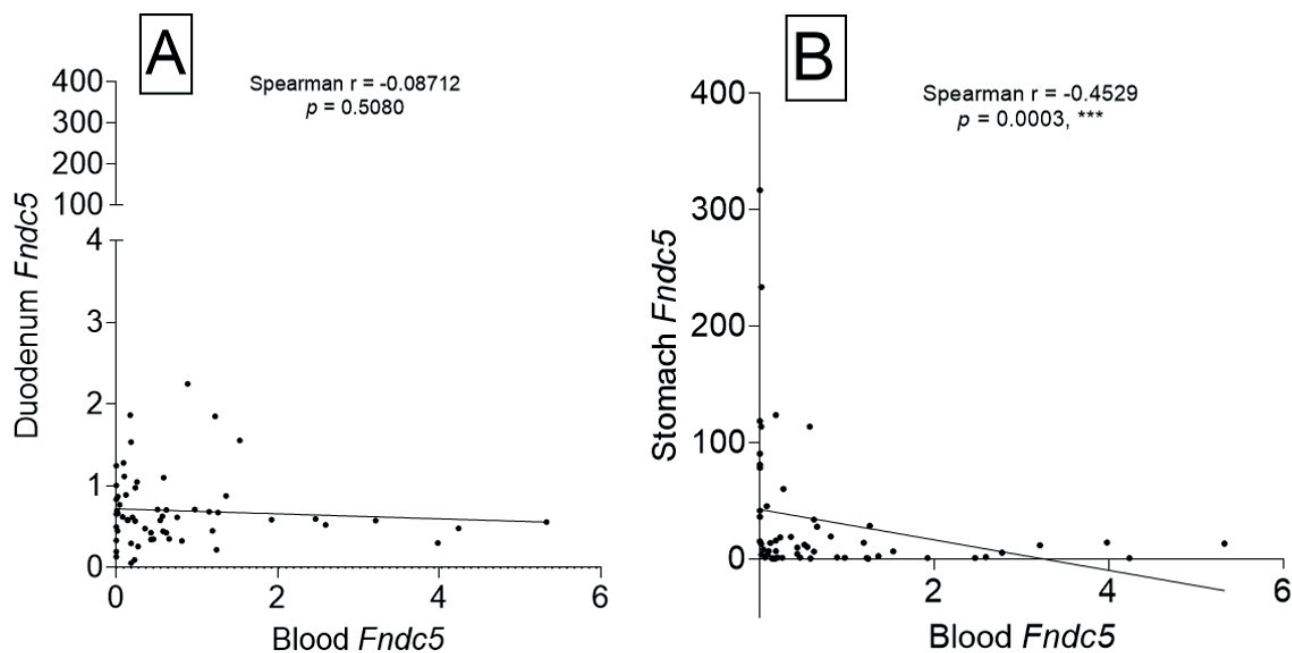 A
Spearman r = -0.08712
p = 0.5080
400
300
200
100
4
3
2
1
0
Duodenum Fndc5
0 2 4 6
Blood Fndc5
B
Spearman r = -0.4529
p = 0.0003, ***
400
300
200
100
0
Stomach Fndc5
2 4 6
Blood Fndc5